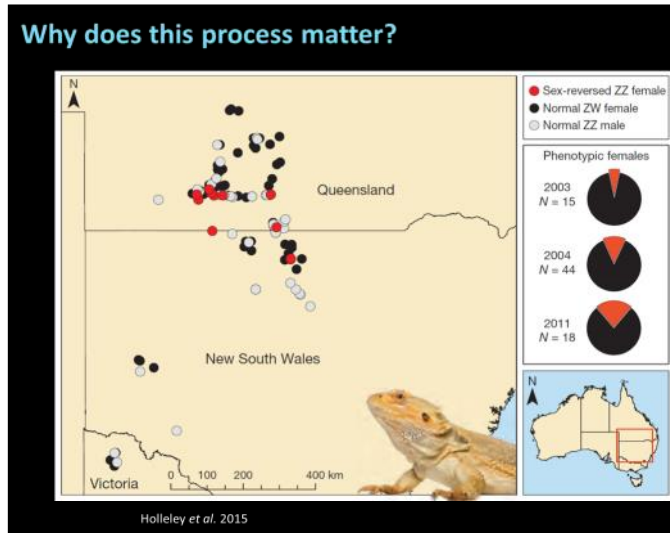 Why does this process matter?
N
Queensland
New South Wales
Victoria
0 100 200 400 km
Sex-reversed ZZ female
Normal ZW female
Normal ZZ male
Phenotypic females
2003
N = 15
2004
N = 44
2011
N = 18
N
Holleley et al. 2015